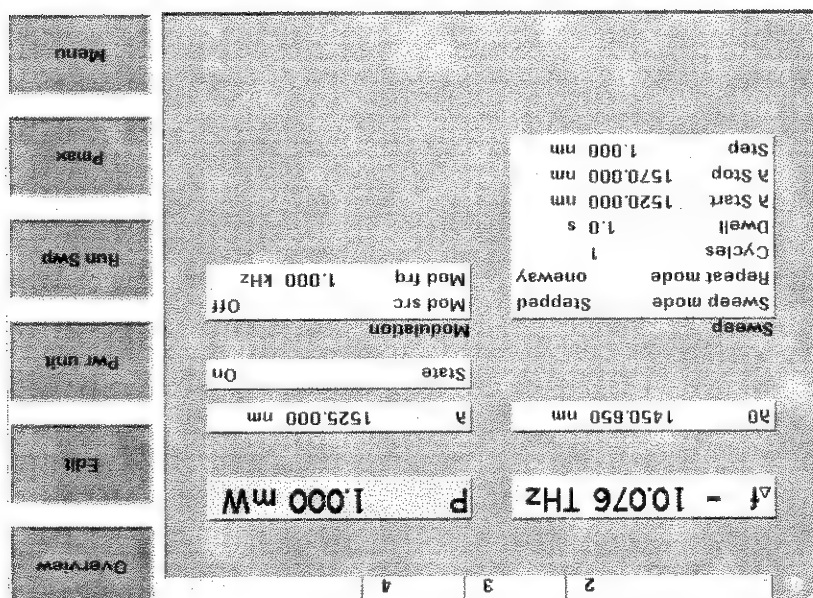 2 3 4
Δf - 10.076 THz
λ0 1450.650 nm
Sweep
Sweep mode Stepped
Repeat mode oneway
Cycles 1
Dwell 1.0 s
λ Start 1520.000 nm
λ Stop 1570.000 nm
Step 1.000 nm
P 1.000 mW
λ 1525.000 nm
State On
Modulation
Mod src Off
Mod frq 1.000 kHz
Overview
Edit
Pwr unit
Run Swp
Pmax
Menu